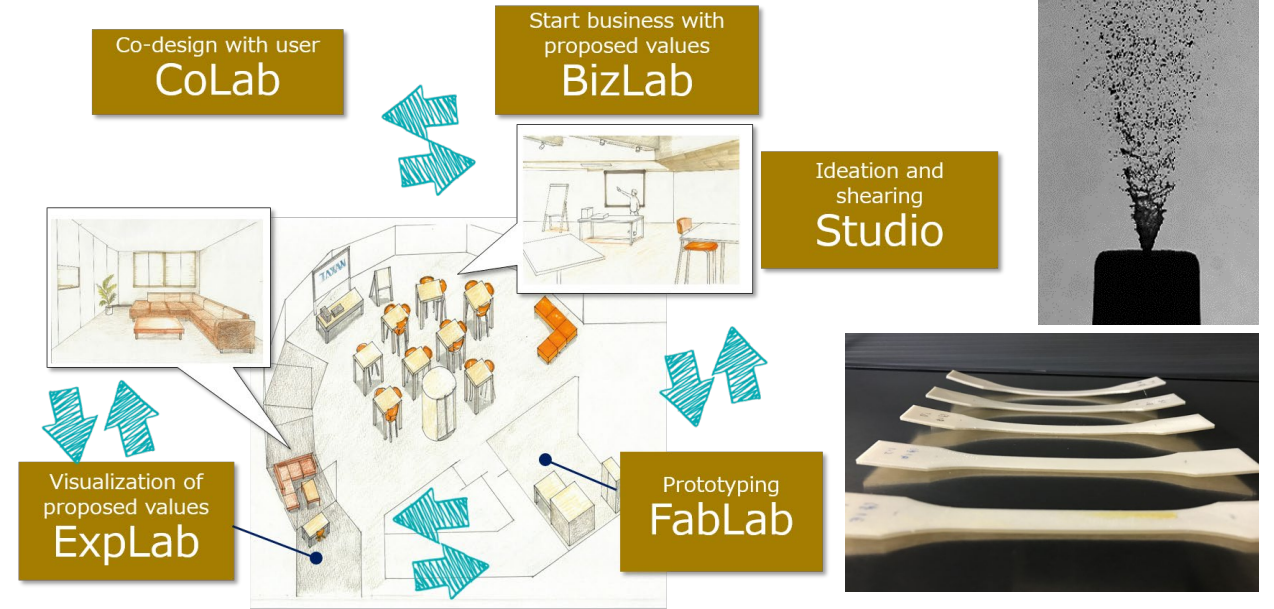 Co-design with user
CoLab
Start business with
proposed values
BizLab
Ideation and
shearing
Studio
Visualization of
proposed values
ExpLab
Prototyping
FabLab